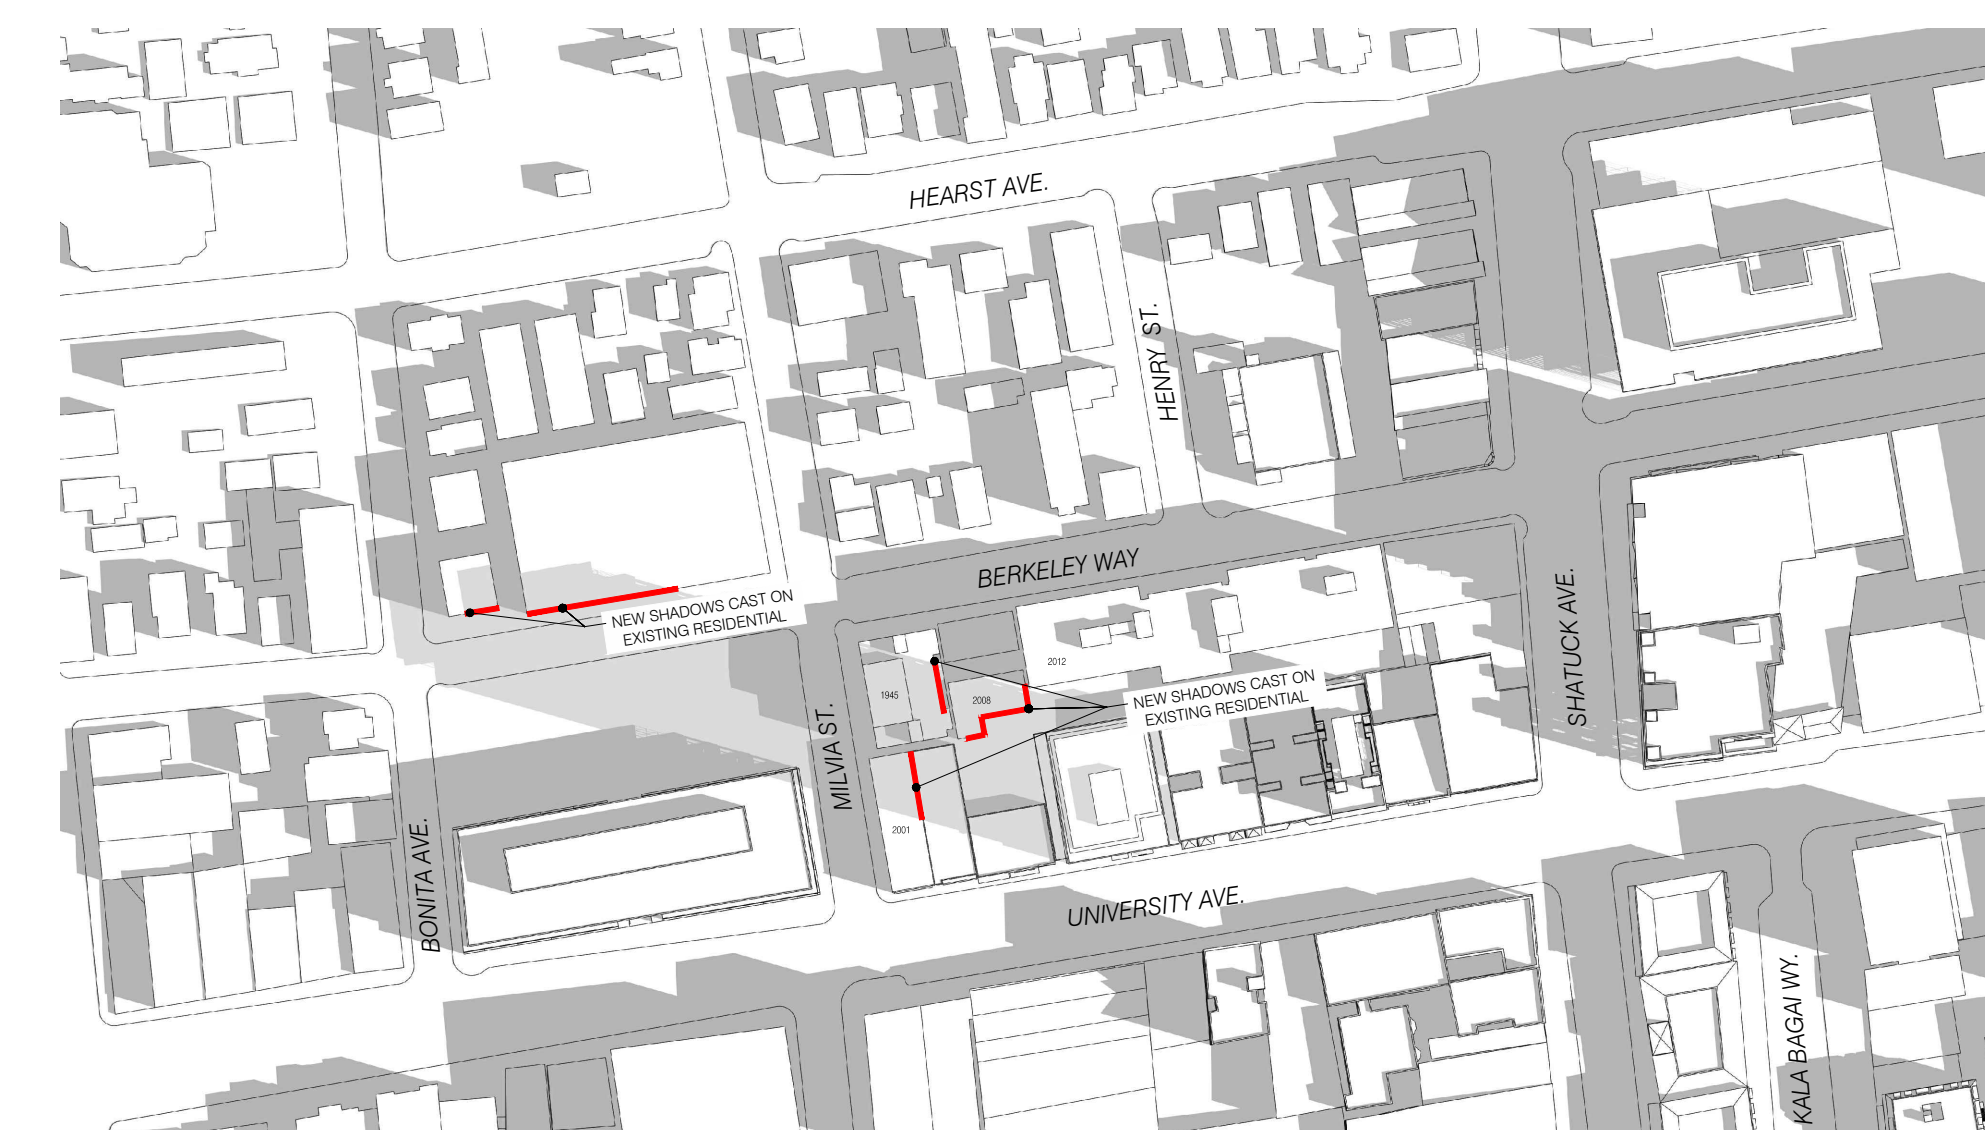 HEARST AVE.
HENRY ST.
BERKELEY WAY
NEW SHADOWS CAST ON
EXISTING RESIDENTIAL
SHATUCK AVE.
2012
1945
2008
NEW SHADOWS CAST ON
EXISTING RESIDENTIAL
MILVIA ST.
2001
BONITA AVE.
UNIVERSITY AVE.
KALA BAGAI WY.